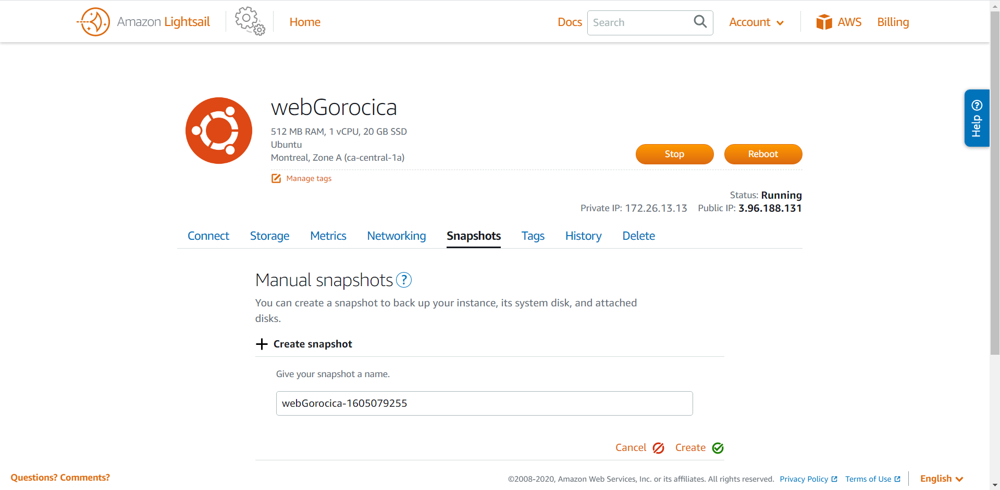 Amazon Lightsail
Home
Docs
Search
Account
AWS
Billing
Help
webGorocica
512 MB RAM, 1 vCPU, 20 GB SSD
Ubuntu
Montreal, Zone A (ca-central-1a)
Stop
Reboot
Manage tags
Status: Running
Private IP: 172.26.13.13 Public IP: 3.96.188.131
Connect Storage Metrics Networking Snapshots Tags History Delete
Manual snapshots ?
You can create a snapshot to back up your instance, its system disk, and attached
disks.
+ Create snapshot
Give your snapshot a name.
webGorocica-1605079255
Cancel Create
Questions? Comments?
©2008-2020, Amazon Web Services, Inc. or its affiliates. All rights reserved. Privacy Policy Terms of Use
English